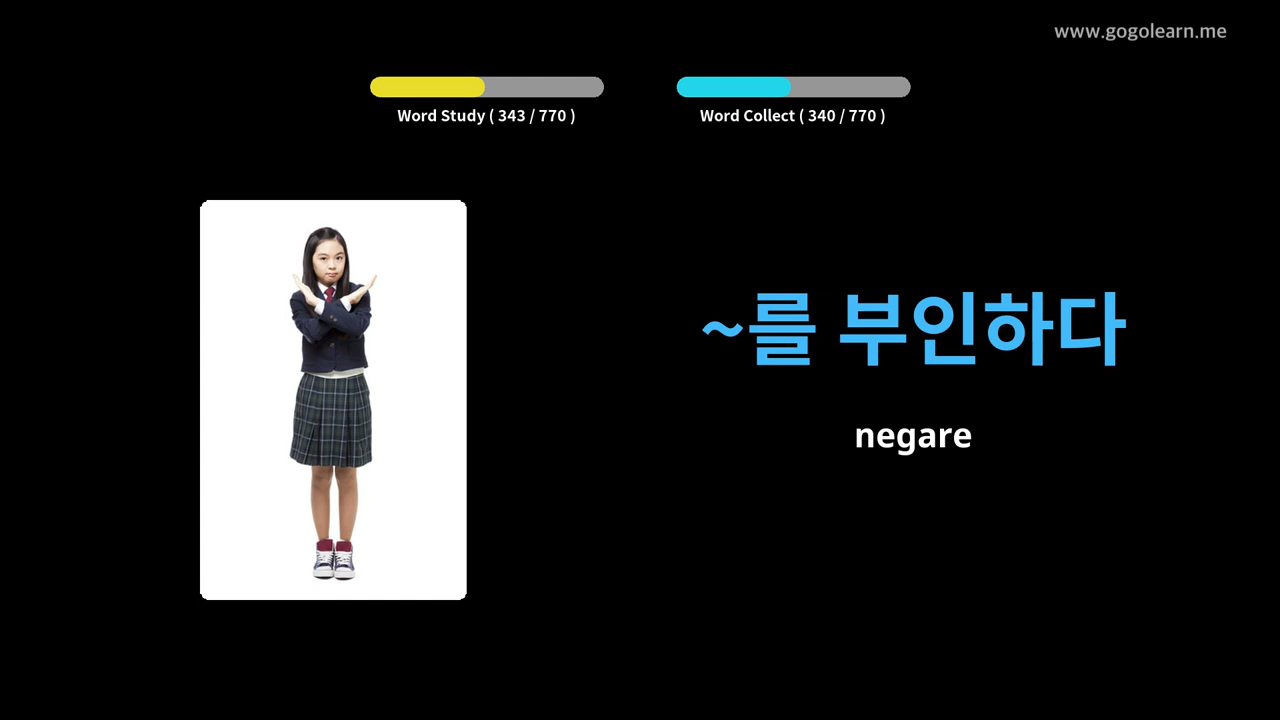 www.gogolearn.me
Word Study ( 343 / 770 )
Word Collect ( 340 / 770 )
~를 부인하다
negare